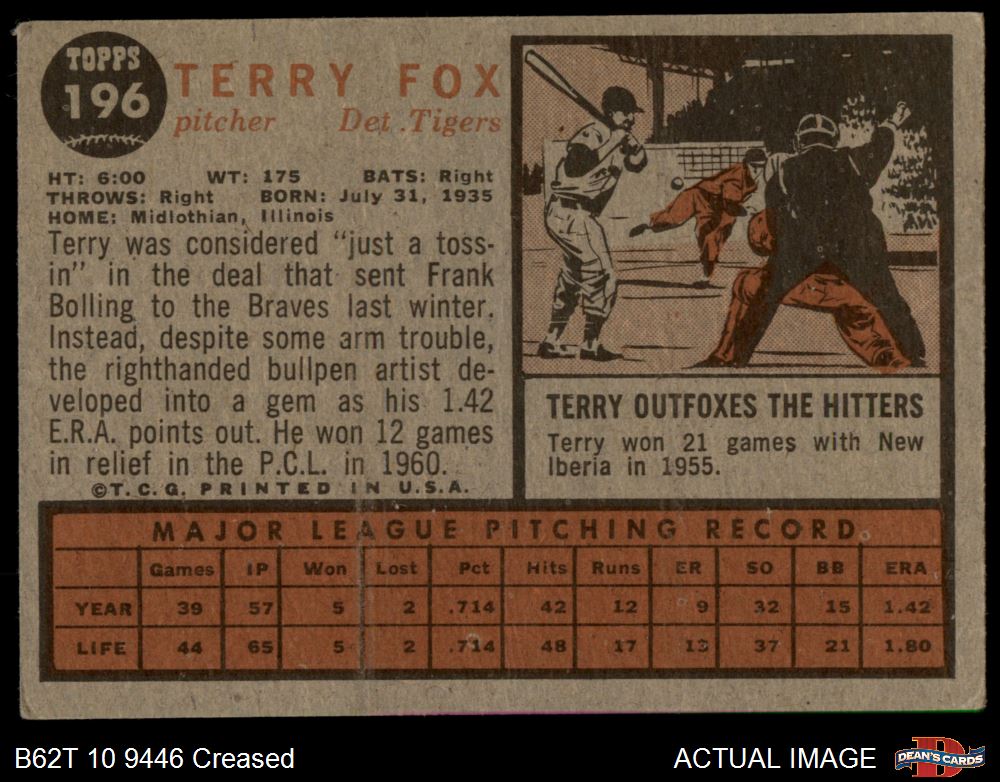 TOPPS
196
TERRY FOX
pitcher Det .Tigers
HT: 6:00 WT: 175 BATS: Right
THROWS: Right BORN: July 31, 1935
HOME: Midlothian, Illinois
Terry was considered "just a toss-
in" in the deal that sent Frank
Bolling to the Braves last winter.
Instead, despite some arm trouble,
the righthanded bullpen artist de-
veloped into a gem as his 1.42
E.R.A. points out. He won 12 games
in relief in the P.C.L. in 1960.
©T.C.G. PRINTED IN U.S.A.
TERRY OUTFOXES THE HITTERS
Terry won 21 games with New
Iberia in 1955.
MAJOR LEAGUE PITCHING RECORD
Games IP Won Lost Pct Hits Runs ER SO BB ERA
YEAR 39 57 5 2 .714 42 12 9 32 15 1.42
LIFE 44 65 5 2 .714 48 17 13 37 21 1.80
B62T 10 9446 Creased
ACTUAL IMAGE
D
DEAN'S CARDS